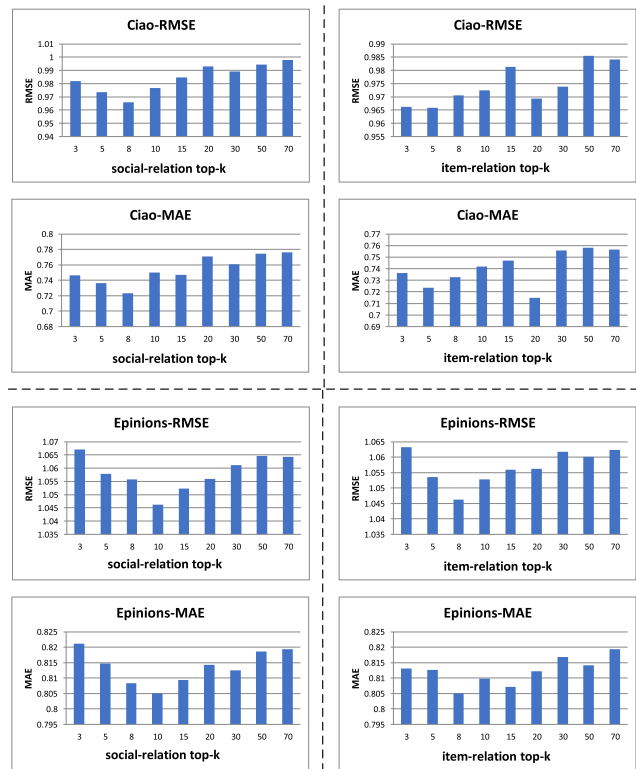 Ciao-RMSE
1.01
1
0.99
0.98
0.97
0.96
0.95
0.94
RMSE
3 5 8 10 15 20 30 50 70
social-relation top-k
Ciao-RMSE
0.99
0.985
0.98
0.975
0.97
0.965
0.96
0.955
RMSE
3 5 8 10 15 20 30 50 70
item-relation top-k
Ciao-MAE
0.8
0.78
0.76
0.74
0.72
0.7
0.68
MAE
3 5 8 10 15 20 30 50 70
social-relation top-k
Ciao-MAE
0.77
0.76
0.75
0.74
0.73
0.72
0.71
0.7
0.69
MAE
3 5 8 10 15 20 30 50 70
item-relation top-k
Epinions-RMSE
1.07
1.065
1.06
1.055
1.05
1.045
1.04
1.035
RMSE
3 5 8 10 15 20 30 50 70
social-relation top-k
Epinions-RMSE
1.065
1.06
1.055
1.05
1.045
1.04
1.035
RMSE
3 5 8 10 15 20 30 50 70
item-relation top-k
Epinions-MAE
0.825
0.82
0.815
0.81
0.805
0.8
0.795
MAE
3 5 8 10 15 20 30 50 70
social-relation top-k
Epinions-MAE
0.825
0.82
0.815
0.81
0.805
0.8
0.795
MAE
3 5 8 10 15 20 30 50 70
item-relation top-k